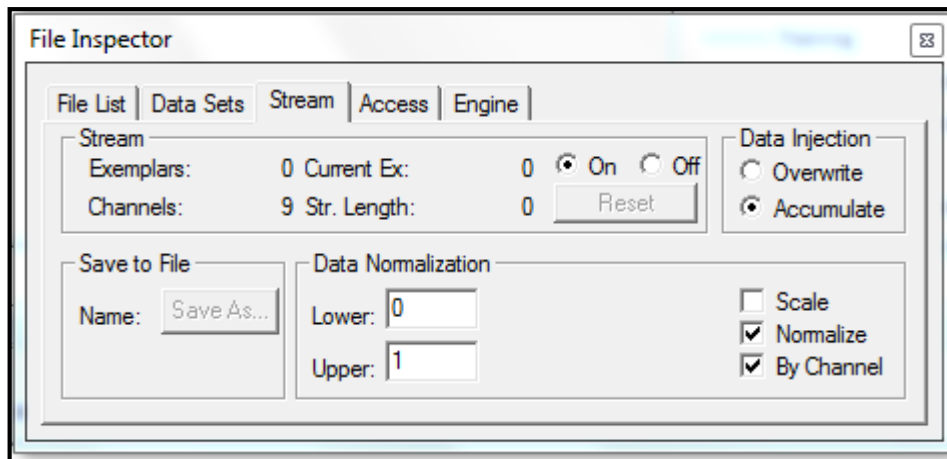 File Inspector
File List Data Sets Stream Access Engine
Stream Data Injection
Exemplars: 0 Current Ex: 0 On Off Overwrite
Channels: 9 Str. Length: 0 Reset Accumulate
Save to File Data Normalization
Name: Save As... Lower: 0 Scale
Normalize
Upper: 1 By Channel